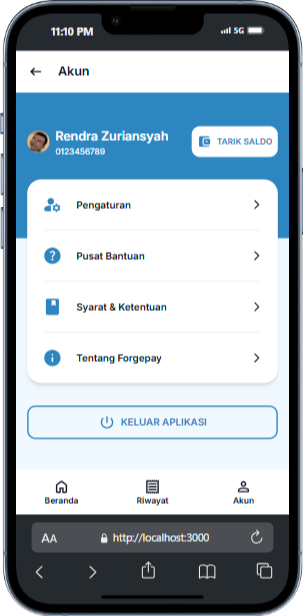 11:10 PM
5G
Akun
Rendra Zuriansyah
0123456789
TARIK SALDO
Pengaturan
Pusat Bantuan
Syarat & Ketentuan
Tentang Forgepay
KELUAR APLIKASI
Beranda
Riwayat
Akun
AA
http://localhost:3000